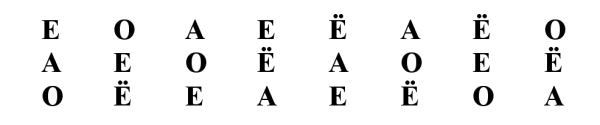 Е О А Е Ё А Ё О
А Е О Ё А О Е Ё
О Ё Е А Е Ё О А